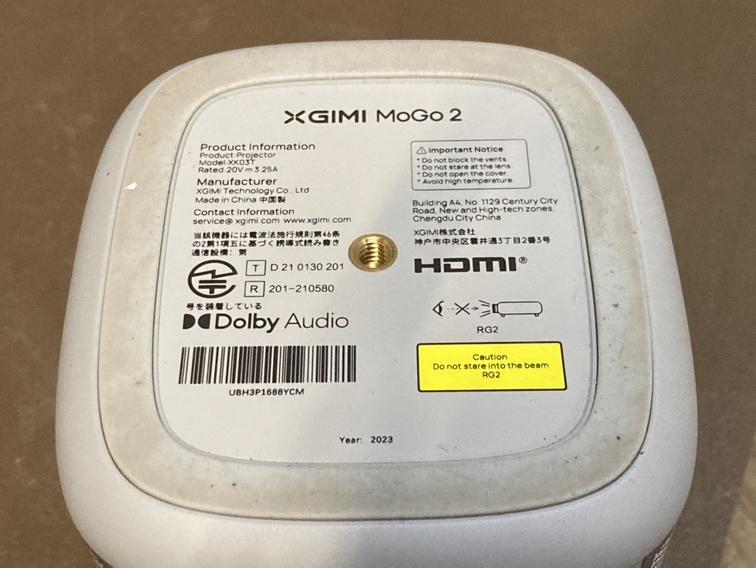 XGIMI MoGo 2
Product Information
Product:Projector
Model:XK03T
Rated 20V⎓3.25A
Manufacturer
XGIMI Technology Co., Ltd
Made in China 中国製
Contact Information
service@xgimi.com www.xgimi.com
当該機器には電波法施行規則第46条
の2第1項五に基づく誘導式読み書き
通信設備: 第
T D 21 0130 201
R 201-210580
号を装着している
Dolby Audio
UBH3P1688YCM
Important Notice
* Do not block the vents.
* Do not stare at the lens.
* Do not open the cover.
* Avoid high temperature.
Building A4, No. 1129 Century City
Road, New and High-tech zones.
Chengdu City China
XGIMI株式会社
神户市中央区雲井通3丁目2番3号
HDMI®
RG2
Caution
Do not stare into the beam
RG2
Year: 2023